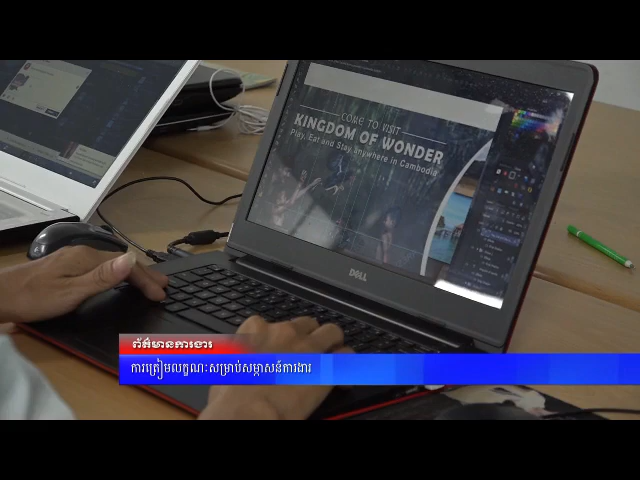 COME TO VISIT
KINGDOM OF WONDER
Play, Eat and Stay anywhere in Cambodia
DELL
ព័ត៌មានការងារ
ការត្រៀមលក្ខណៈសម្រាប់សម្ភាសន៍ការងារ